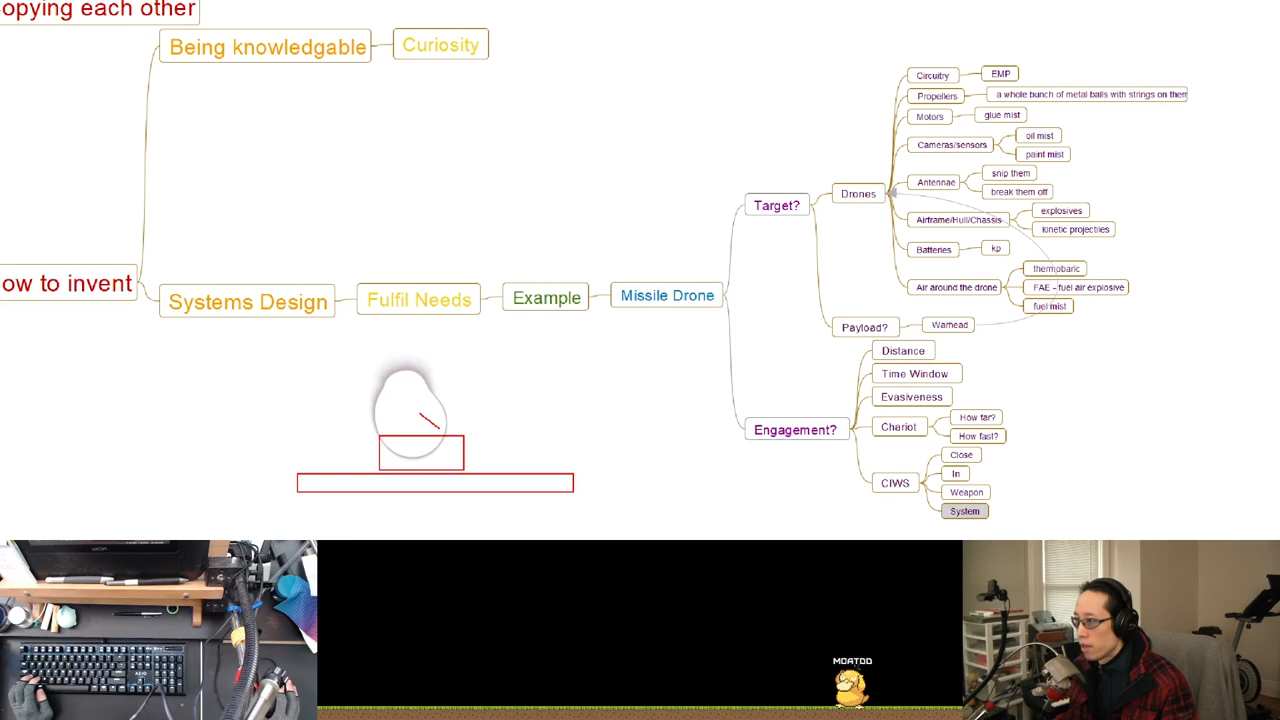 opying each other
Being knowledgable
Curiosity
ow to invent
Systems Design
Fulfil Needs
Example
Missile Drone
Target?
Drones
Circuitry
EMP
Propellers
a whole bunch of metal balls with strings on them
Motors
glue mist
Cameras/sensors
oil mist
paint mist
Antennae
snip them
break them off
Airframe/Hull/Chassis
explosives
kinetic projectiles
Batteries
kp
Air around the drone
thermobaric
FAE - fuel air explosive
fuel mist
Payload?
Warhead
Engagement?
Distance
Time Window
Evasiveness
Chariot
How far?
How fast?
CIWS
Close
In
Weapon
System
MOATDD